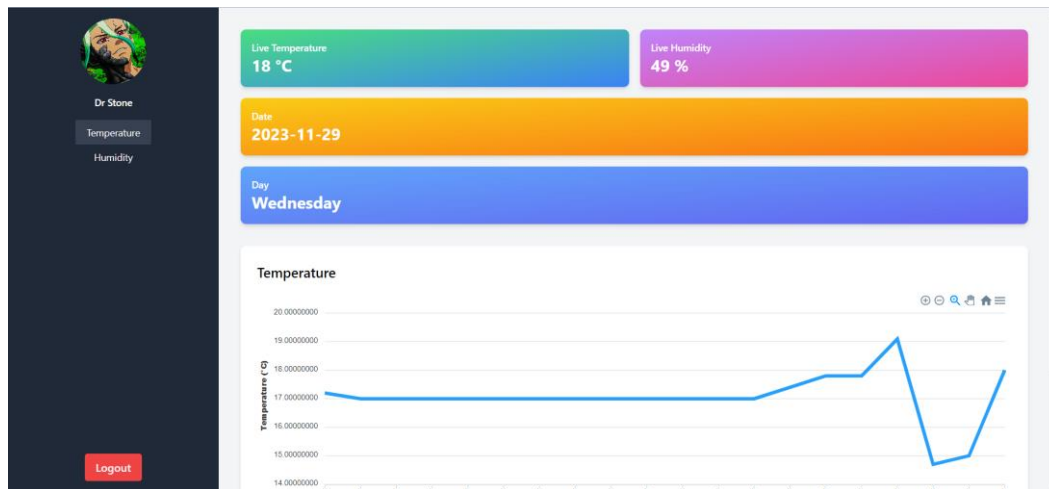 Dr Stone
Temperature
Humidity
Logout
Live Temperature
18 °C
Live Humidity
49 %
Date
2023-11-29
Day
Wednesday
Temperature
Temperature (°C)
20.00000000
19.00000000
18.00000000
17.00000000
16.00000000
15.00000000
14.00000000